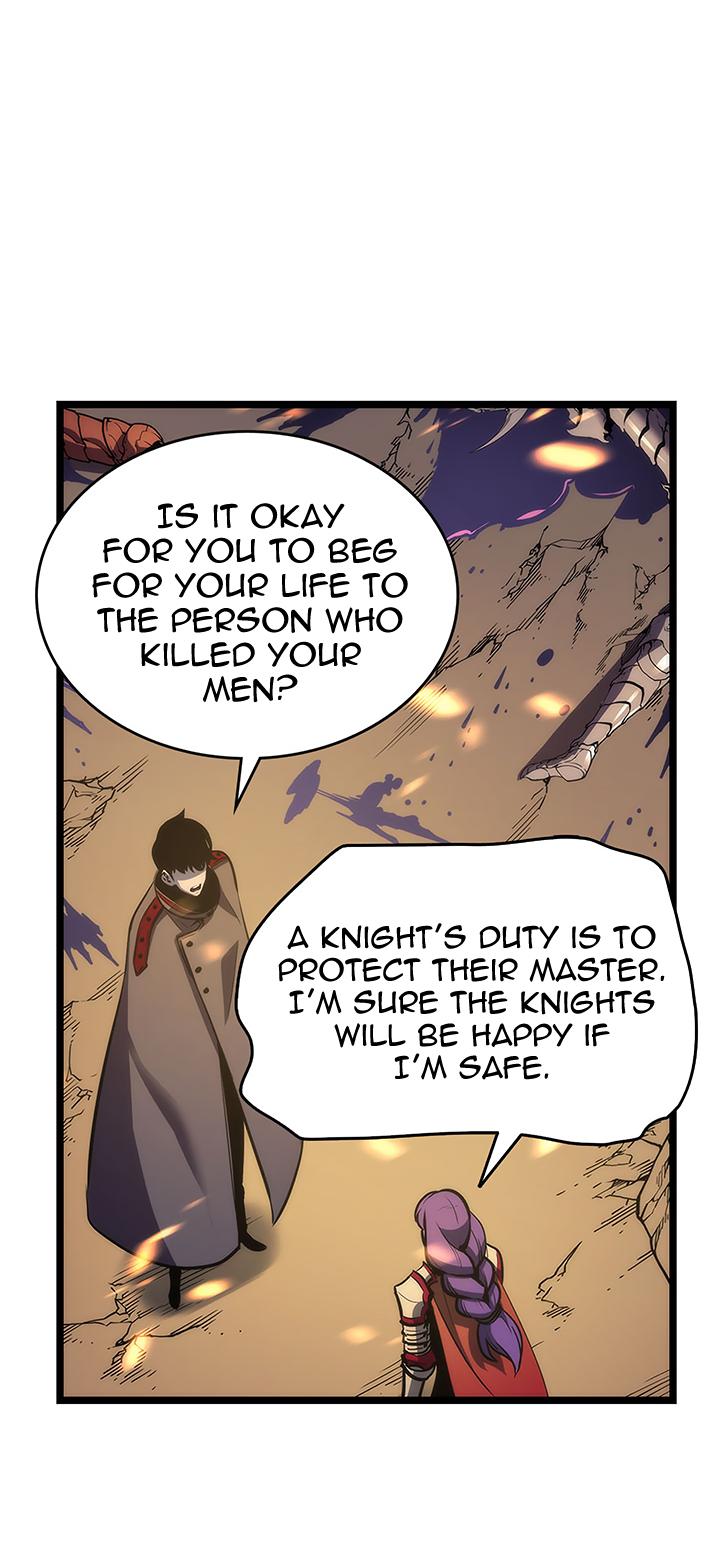 IS IT OKAY
FOR YOU TO BEG
FOR YOUR LIFE TO
THE PERSON WHO
KILLED YOUR
MEN?
A KNIGHT'S DUTY IS TO
PROTECT THEIR MASTER.
I'M SURE THE KNIGHTS
WILL BE HAPPY IF
I'M SAFE.